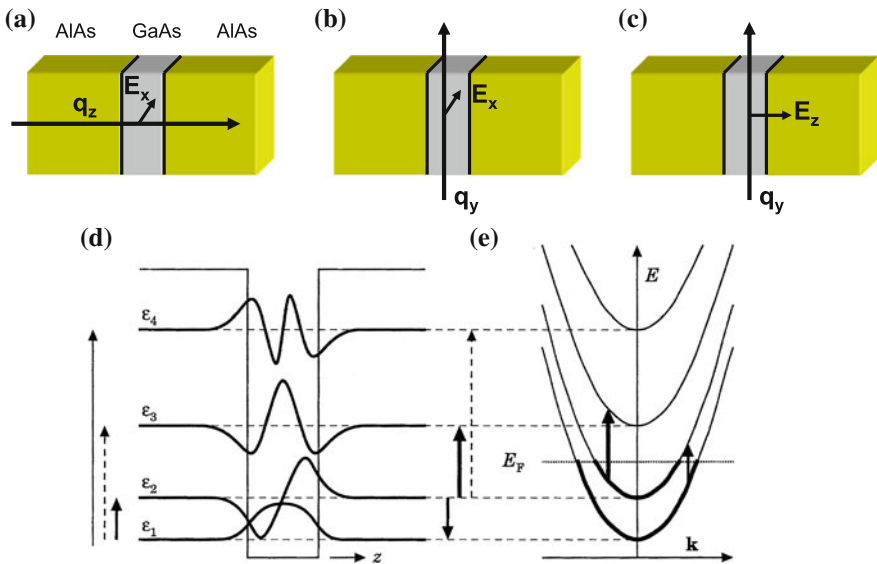 (a) (b) (c)
AlAs GaAs AlAs
E_x E_x
q_z E_z
q_y q_y
(d) (e)
ε_4 E
ε_3
E_F
ε_2
ε_1
z k